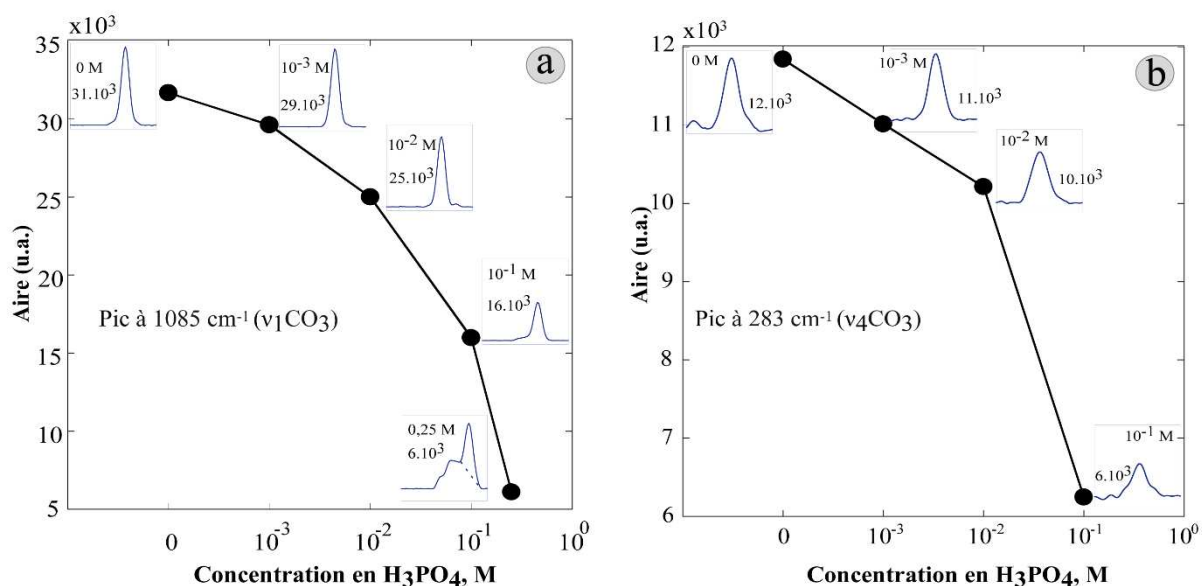 x10³
35
30
25
20
15
10
5
Aire (u.a.)
0 M
31.10³
10⁻³ M
29.10³
10⁻² M
25.10³
10⁻¹ M
16.10³
0,25 M
6.10³
a
Pic à 1085 cm⁻¹ (ν₁CO₃)
0 10⁻³ 10⁻² 10⁻¹ 10⁰
Concentration en H₃PO₄, M
x10³
12
11
10
9
8
7
6
Aire (u.a.)
0 M
12.10³
10⁻³ M
11.10³
10⁻² M
10.10³
10⁻¹ M
6.10³
b
Pic à 283 cm⁻¹ (ν₄CO₃)
0 10⁻³ 10⁻² 10⁻¹ 10⁰
Concentration en H₃PO₄, M